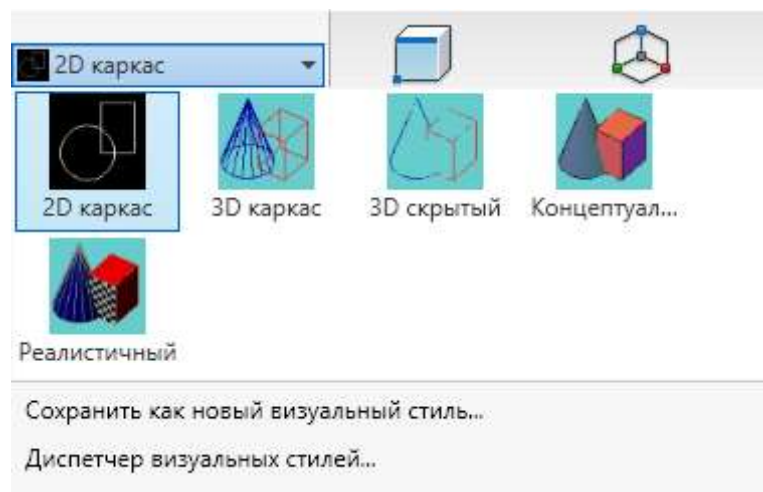 2D каркас
2D каркас 3D каркас 3D скрытый Концептуал...
Реалистичный
Сохранить как новый визуальный стиль...
Диспетчер визуальных стилей...